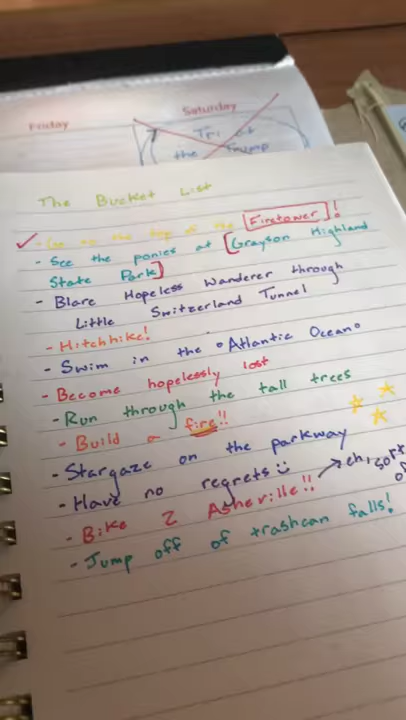 Friday
Saturday
Tri of
the Trump
The Bucket List
- Go to the top of the Firetower!
- See the ponies at [Grayson Highland
State Park]
- Blare Hopeless Wanderer through
Little Switzerland Tunnel
- Hitchhike!
- Swim in the °Atlantic Ocean°
- Become hopelessly lost
- Run through the tall trees
- Build a fire!!
- Stargaze on the parkway
- Have no regrets
- Bike 2 Asheville!!
- Jump off of trashcan falls!